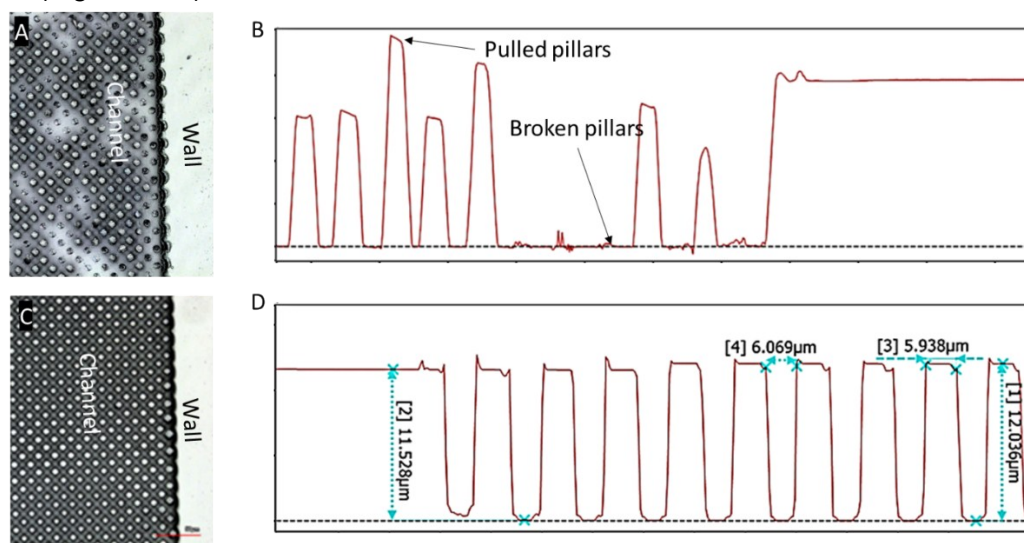 A
Channel
Wall
B
Pulled pillars
Broken pillars
C
Channel
Wall
D
[4] 6.069µm
[3] 5.938µm
[2] 11.528µm
[1] 12.036µm